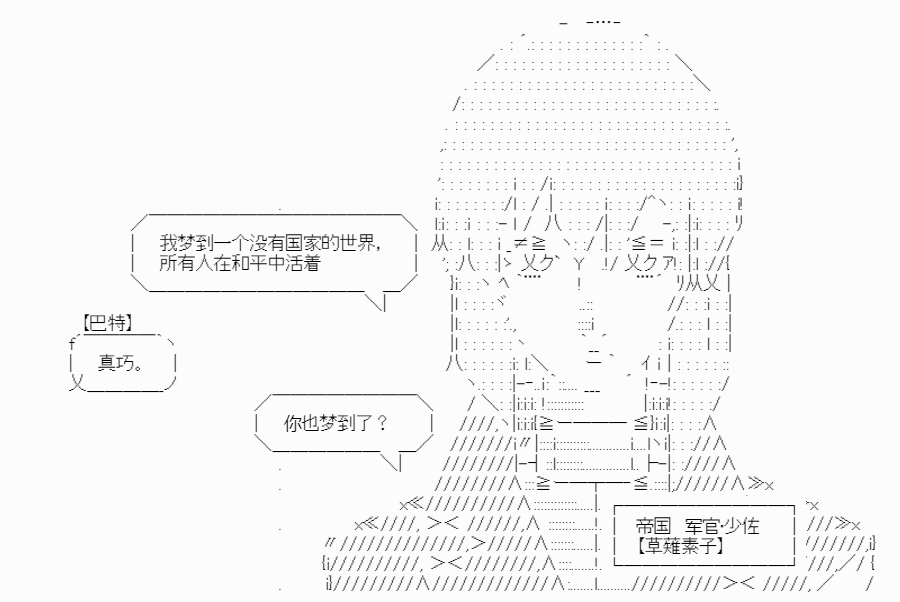 我梦到一个没有国家的世界，
所有人在和平中活着
【巴特】
真巧。
你也梦到了？
帝国 军官·少佐
【草薙素子】